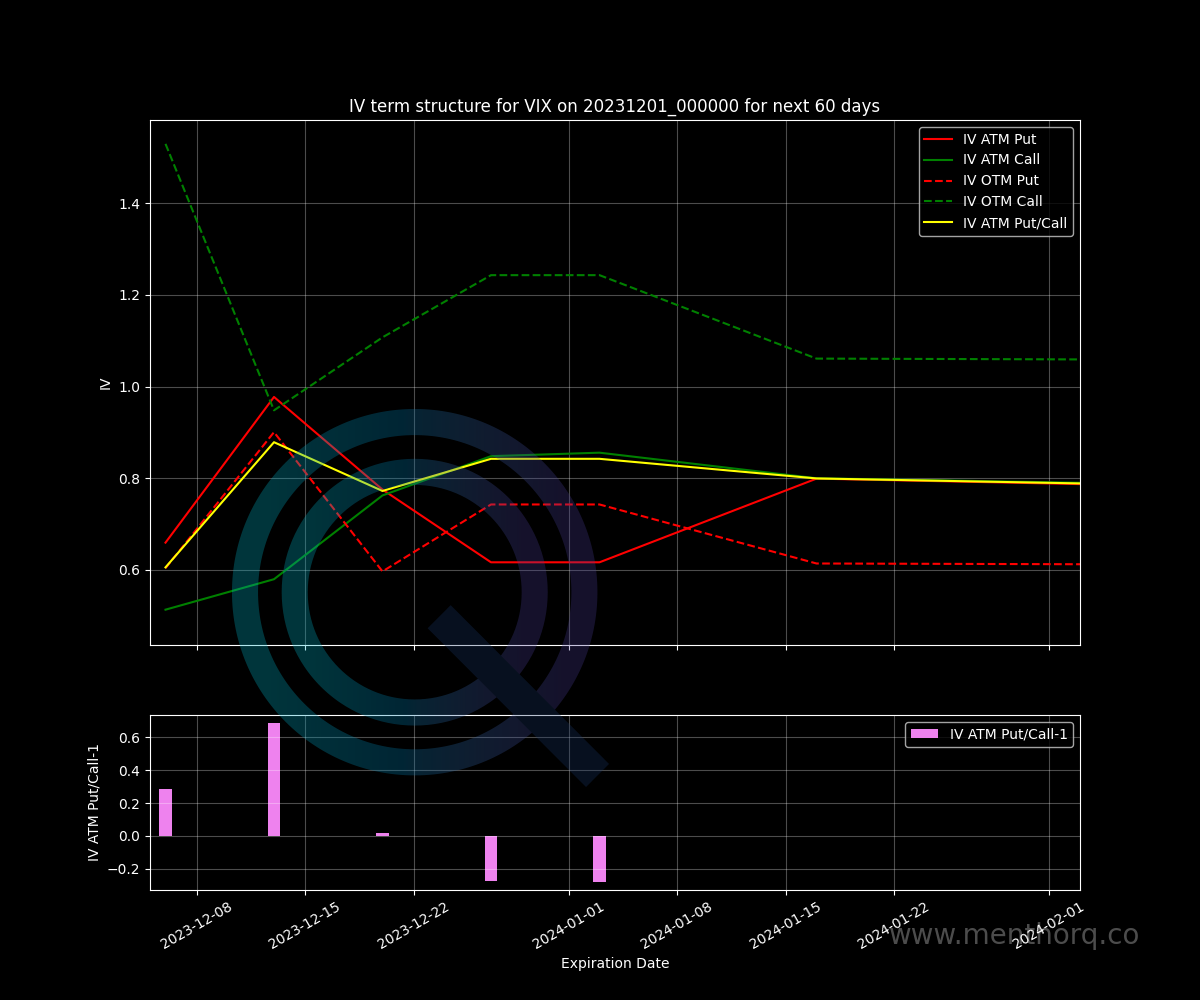 IV term structure for VIX on 20231201_000000 for next 60 days
IV ATM Put
IV ATM Call
IV OTM Put
IV OTM Call
IV ATM Put/Call
1.4
1.2
1.0
0.8
0.6
IV
IV ATM Put/Call-1
0.6
0.4
0.2
0.0
−0.2
IV ATM Put/Call-1
2023-12-08
2023-12-15
2023-12-22
2024-01-01
2024-01-08
2024-01-15
2024-01-22
2024-02-01
www.menthorq.co
Expiration Date